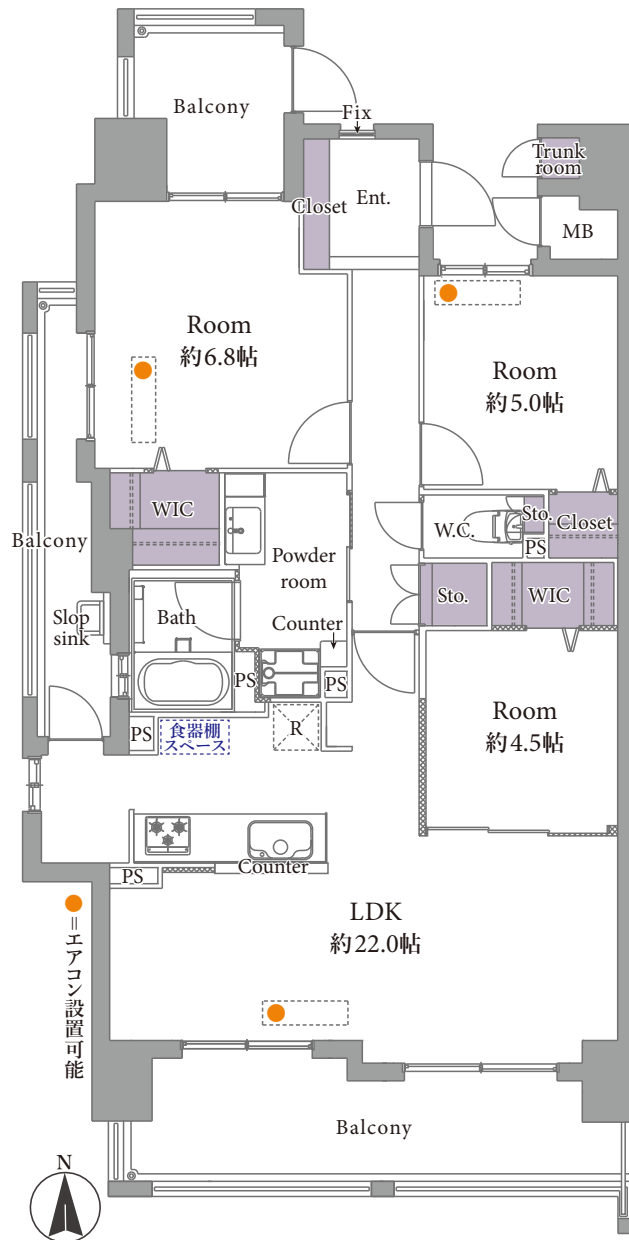 Balcony
Fix
Trunk
room
Closet
Ent.
MB
Room
約6.8帖
Room
約5.0帖
WIC
Sto.
Closet
W.C.
PS
Balcony
Powder
room
Slop
sink
Bath
Counter
Sto.
WIC
PS
PS
Room
約4.5帖
PS
食器棚
スペース
R
Counter
PS
LDK
約22.0帖
=エアコン設置可能
Balcony
N